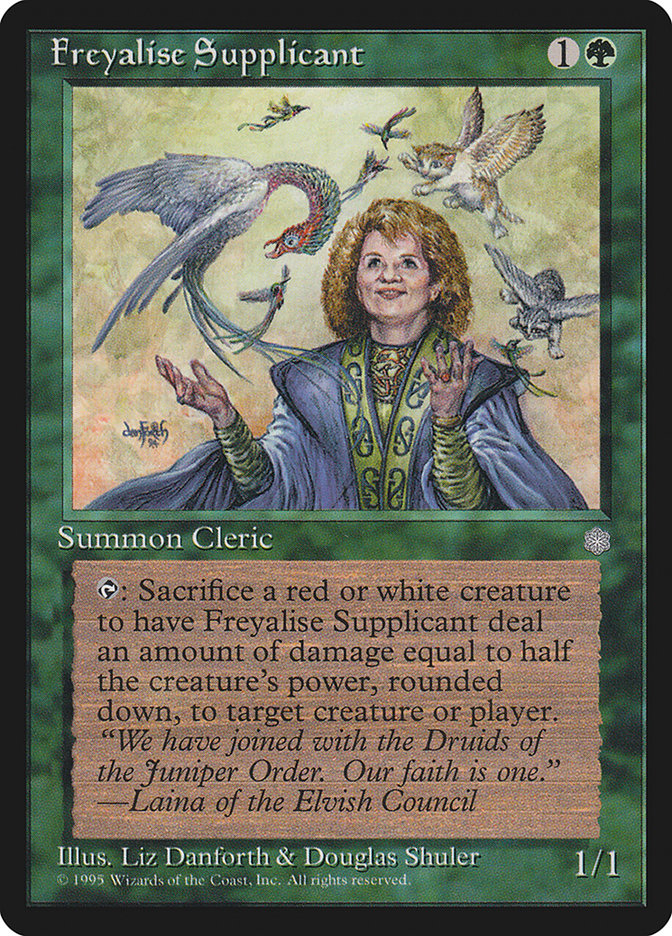 Freyalise Supplicant
1
danforth
94
Summon Cleric
: Sacrifice a red or white creature
to have Freyalise Supplicant deal
an amount of damage equal to half
the creature's power, rounded
down, to target creature or player.
“We have joined with the Druids of
the Juniper Order.  Our faith is one.”
—Laina of the Elvish Council
Illus. Liz Danforth & Douglas Shuler
1/1
© 1995 Wizards of the Coast, Inc. All rights reserved.